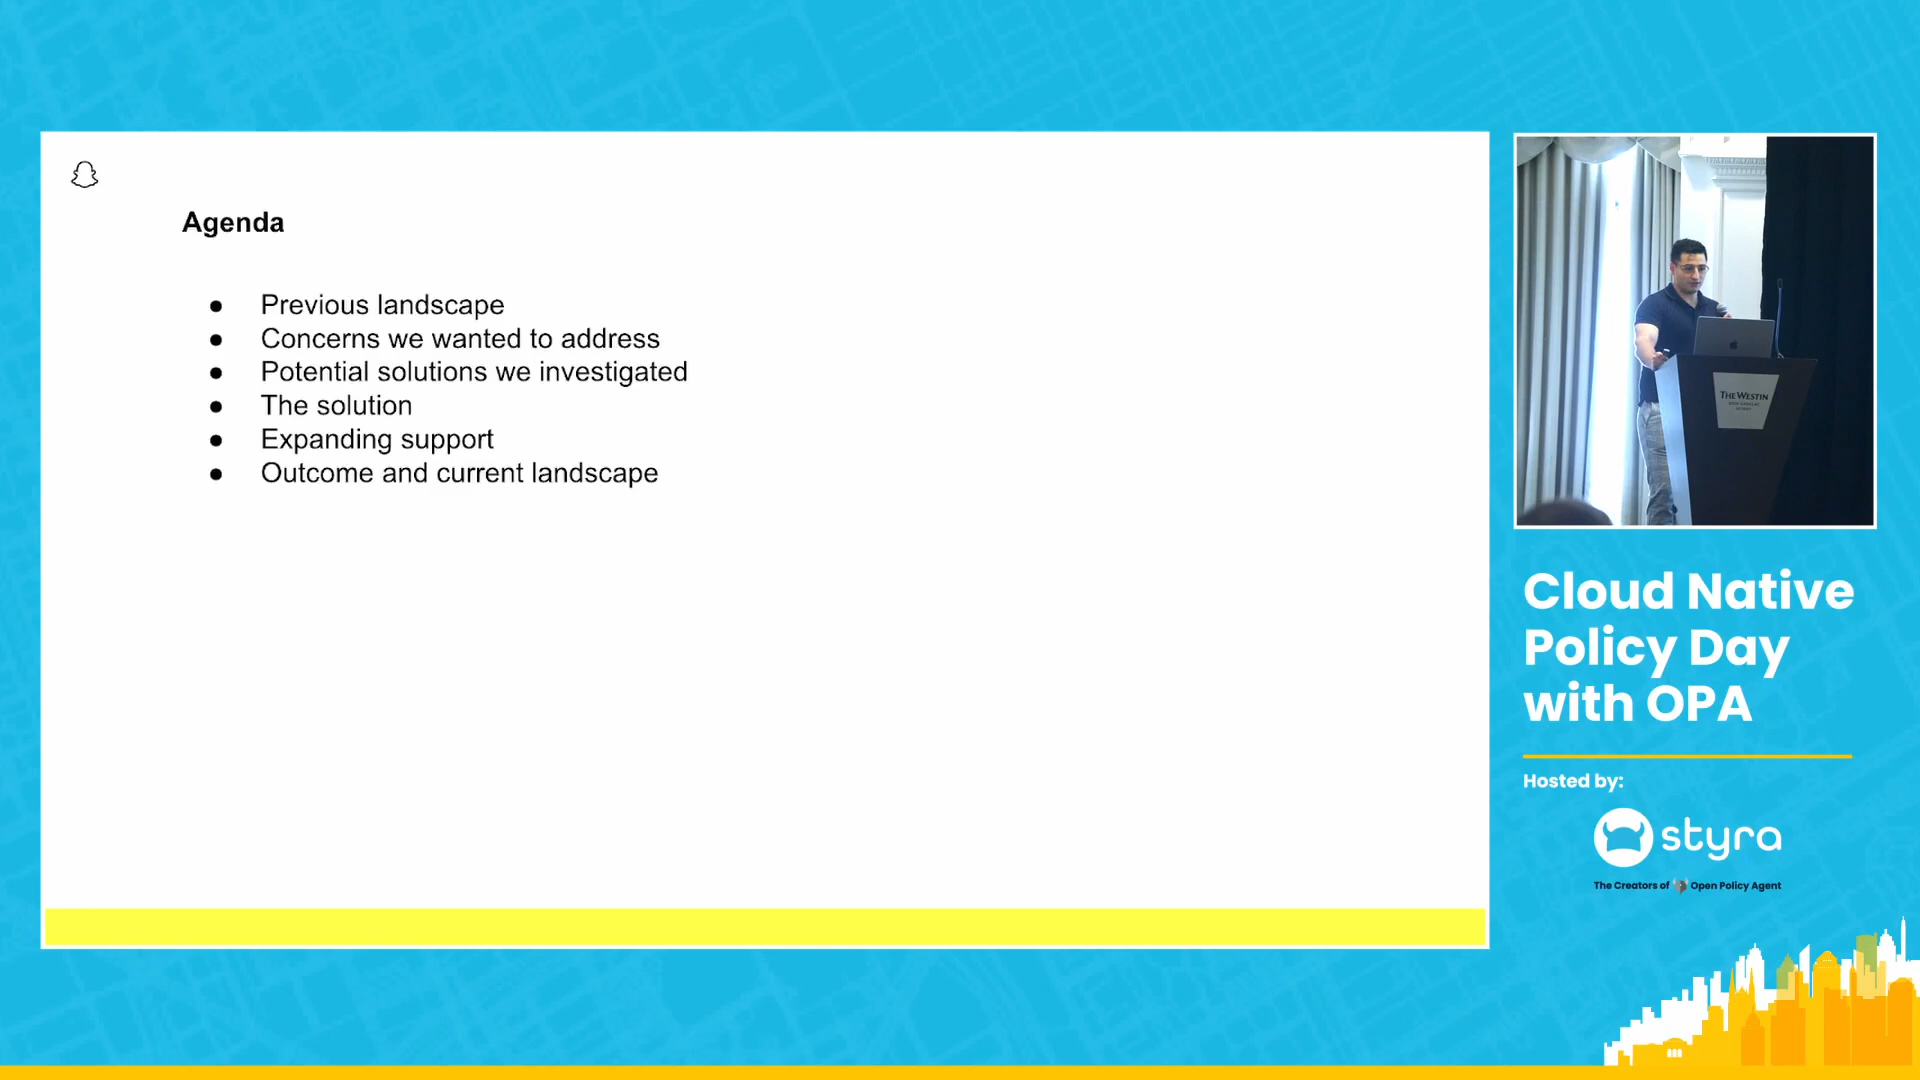 Agenda
● Previous landscape
● Concerns we wanted to address
● Potential solutions we investigated
● The solution
● Expanding support
● Outcome and current landscape
THE WESTIN
Cloud Native
Policy Day
with OPA
Hosted by:
styra
The Creators of Open Policy Agent